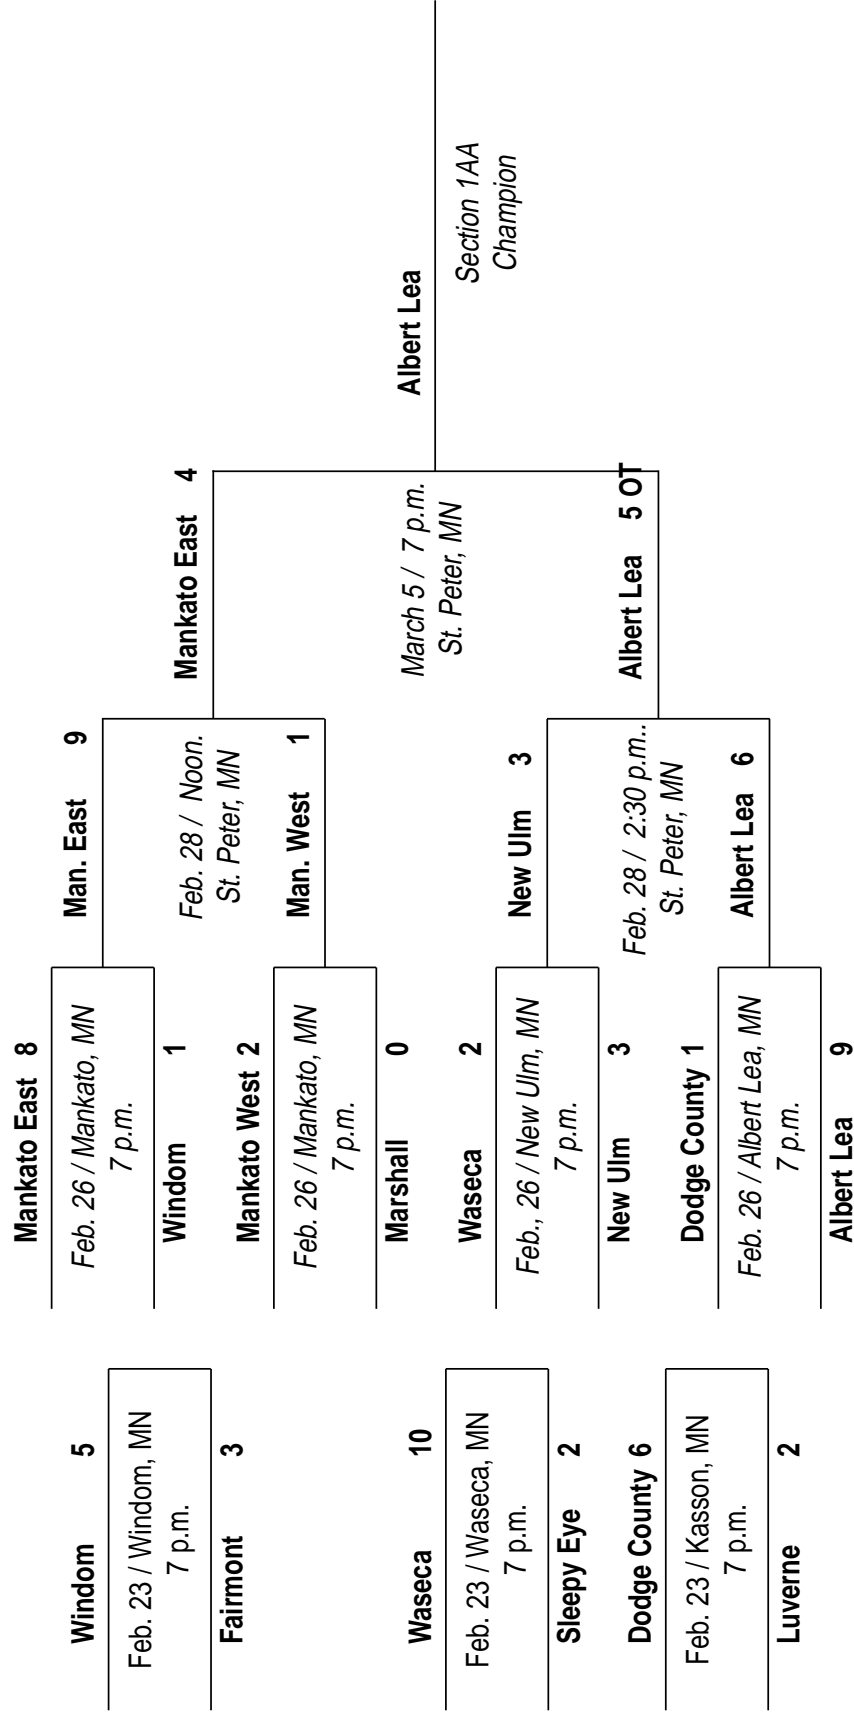 Windom 5
Feb. 23 / Windom, MN
7 p.m.
Fairmont 3
Waseca 10
Feb. 23 / Waseca, MN
7 p.m.
Sleepy Eye 2
Dodge County 6
Feb. 23 / Kasson, MN
7 p.m.
Luverne 2
Mankato East 8
Feb. 26 / Mankato, MN
7 p.m.
Windom 1
Mankato West 2
Feb. 26 / Mankato, MN
7 p.m.
Marshall 0
Waseca 2
Feb., 26 / New Ulm, MN
7 p.m.
New Ulm 3
Dodge County 1
Feb. 26 / Albert Lea, MN
7 p.m.
Albert Lea 9
Man. East 9
Feb. 28 / Noon.
St. Peter, MN
Man. West 1
New Ulm 3
Feb. 28 / 2:30 p.m..
St. Peter, MN
Albert Lea 6
Mankato East 4
March 5 / 7 p.m.
St. Peter, MN
Albert Lea 5 OT
Albert Lea
Section 1AA
Champion